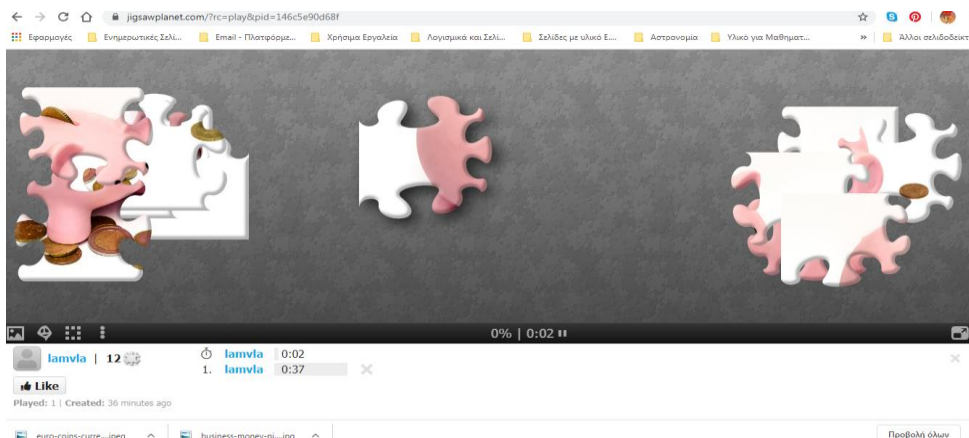 jigsawplanet.com/?rc=play&pid=146c5e90d68f
Εφαρμογές Ενημερωτικές Σελί... Email - Πλατφόρμε... Χρήσιμα Εργαλεία Λογισμικά και Σελί... Σελίδες με υλικό Ε.... Αστρονομία Υλικό για Μαθηματ... » Άλλοι σελιδοδείκτ
0% | 0:02
lamvla | 12
lamvla 0:02
1. lamvla 0:37
Like
Played: 1 | Created: 36 minutes ago
euro-coins-curre....jpeg business-money-pi....jpg Προβολή όλων